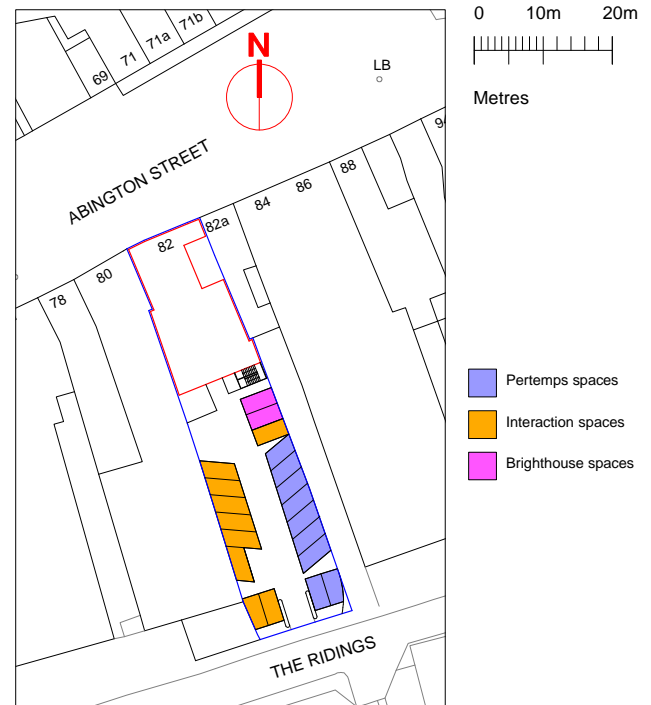 0 10m 20m
Metres
N
LB
69 71 71a 71b
ABINGTON STREET
78 80 82 82a 84 86 88 94
Pertemps spaces
Interaction spaces
Brighthouse spaces
THE RIDINGS